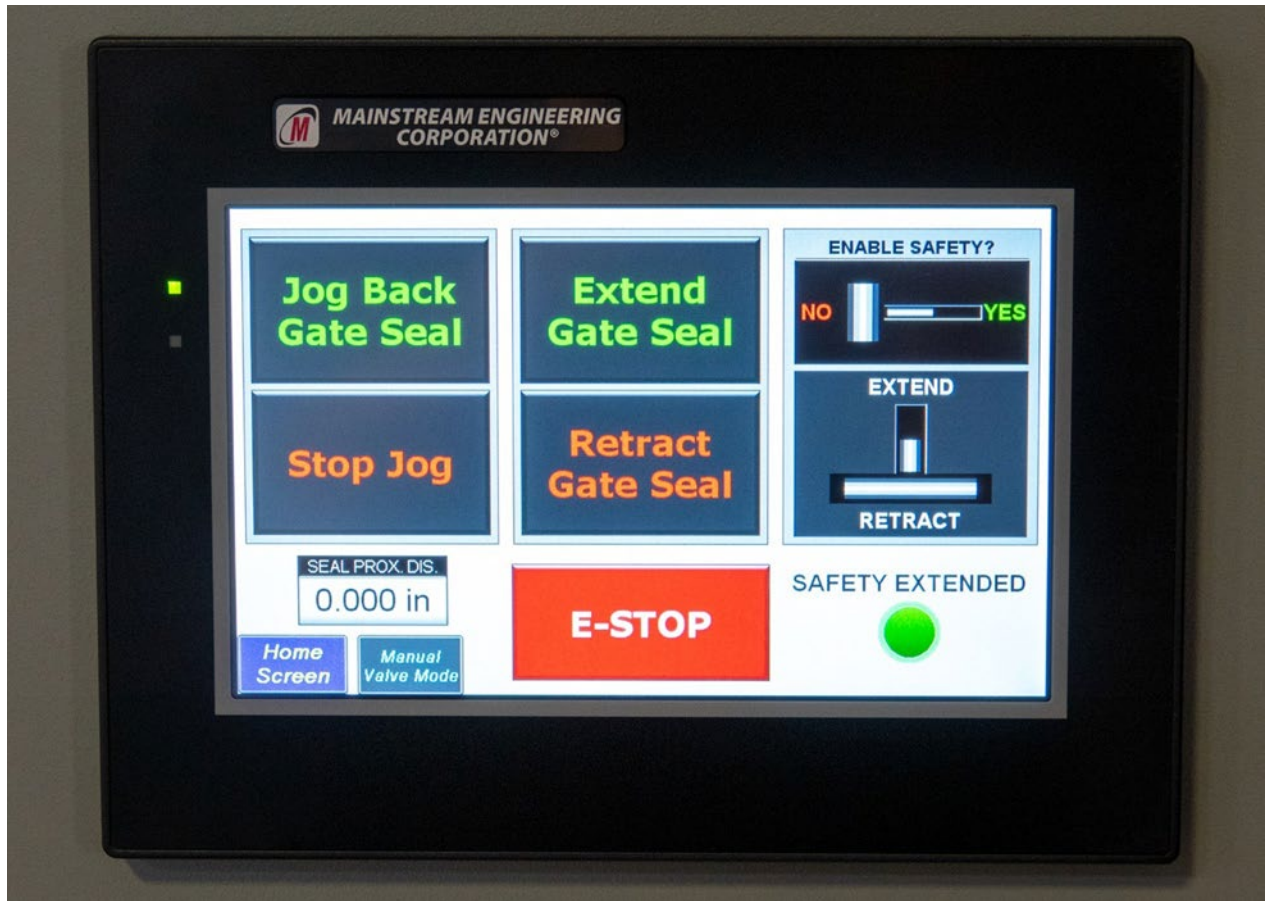 M
MAINSTREAM ENGINEERING
CORPORATION®
Jog Back
Gate Seal
Extend
Gate Seal
ENABLE SAFETY?
NO
YES
Stop Jog
Retract
Gate Seal
EXTEND
RETRACT
SEAL PROX. DIS.
0.000 in
E-STOP
SAFETY EXTENDED
Home
Screen
Manual
Valve Mode